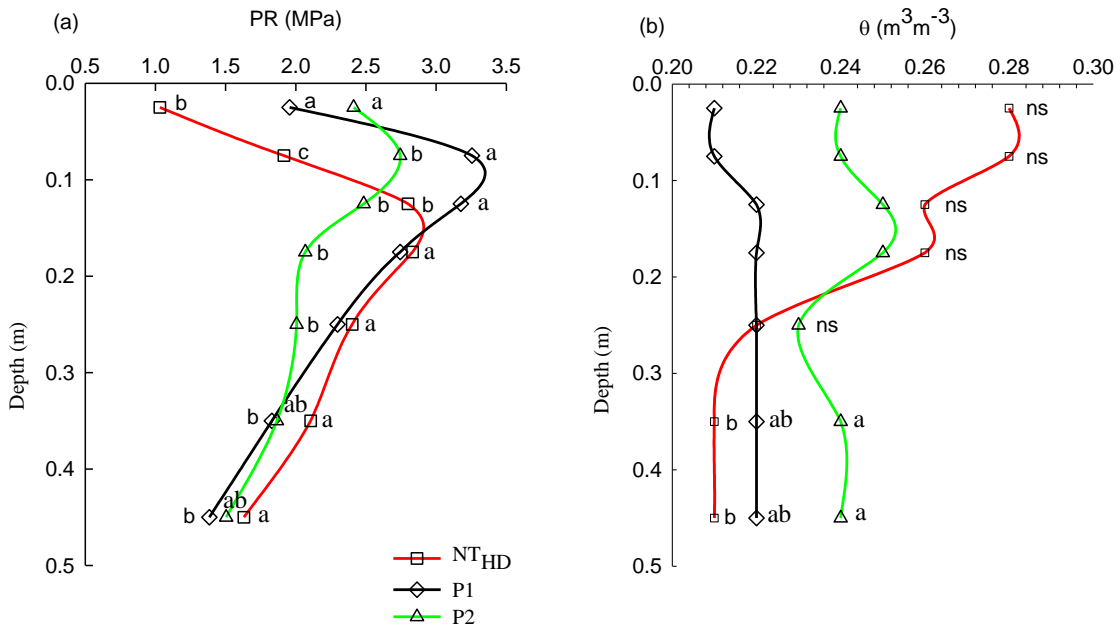 (a) PR (MPa)
0.5 1.0 1.5 2.0 2.5 3.0 3.5
0.0
b a a
0.1
c b a
b b a
0.2
b a
b a
0.3
Depth (m)
b ab a
0.4
b ab a
0.5
NTHD
P1
P2
(b) θ (m³m⁻³)
0.20 0.22 0.24 0.26 0.28 0.30
0.0
ns
0.1
ns
ns
0.2
ns
ns
0.3
Depth (m)
b ab a
0.4
b ab a
0.5